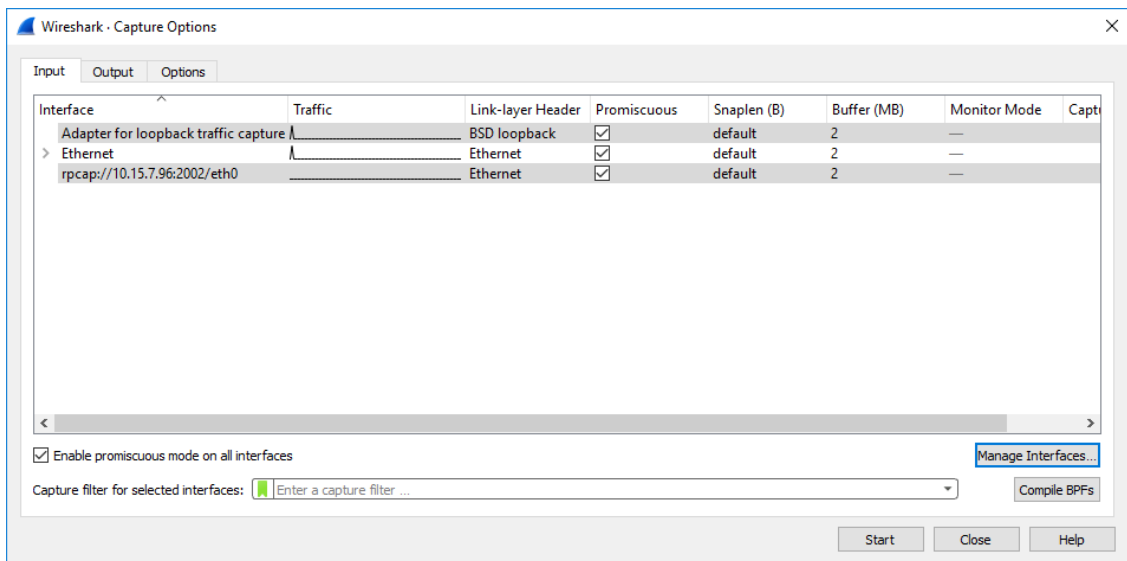 Wireshark · Capture Options
Input Output Options
Interface Traffic Link-layer Header Promiscuous Snaplen (B) Buffer (MB) Monitor Mode Captu
Adapter for loopback traffic capture BSD loopback default 2 —
Ethernet Ethernet default 2 —
rpcap://10.15.7.96:2002/eth0 Ethernet default 2 —
Enable promiscuous mode on all interfaces Manage Interfaces...
Capture filter for selected interfaces: Enter a capture filter ... Compile BPFs
Start Close Help